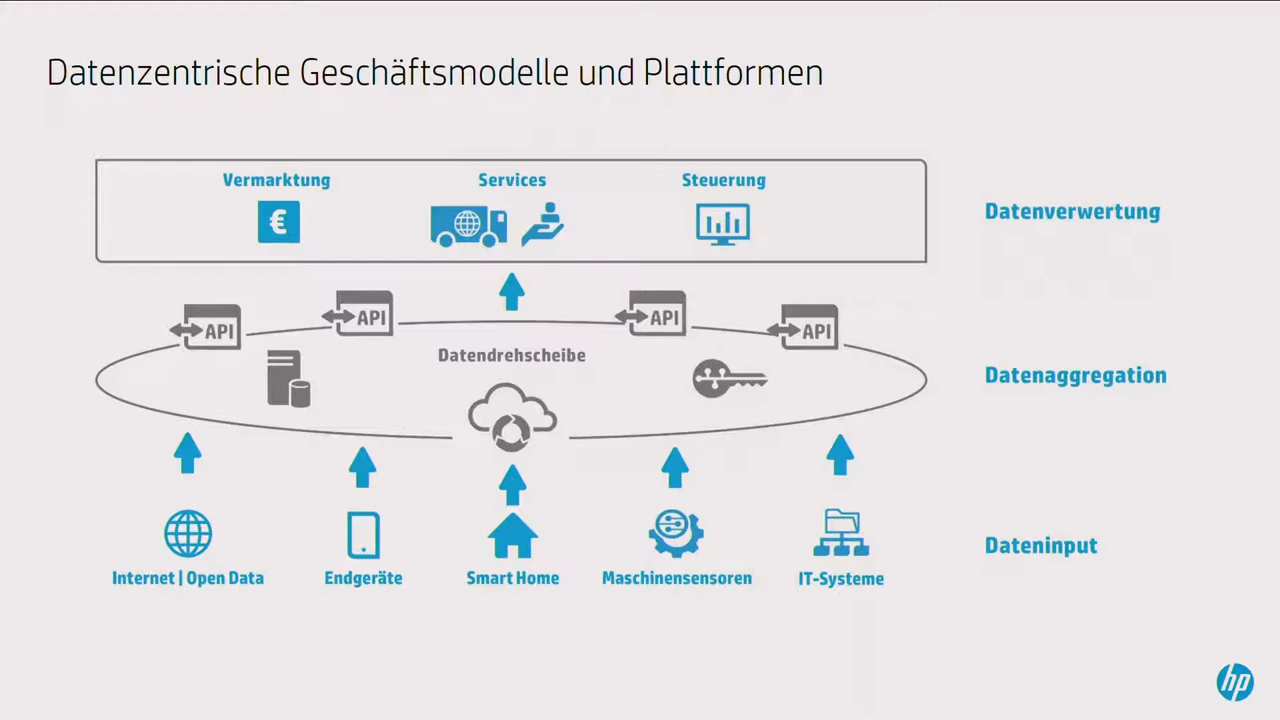 Datenzentrische Geschäftsmodelle und Plattformen
Vermarktung
Services
Steuerung
€
Datenverwertung
API
API
API
API
Datendrehscheibe
Datenaggregation
Internet | Open Data
Endgeräte
Smart Home
Maschinensensoren
IT-Systeme
Dateninput
hp